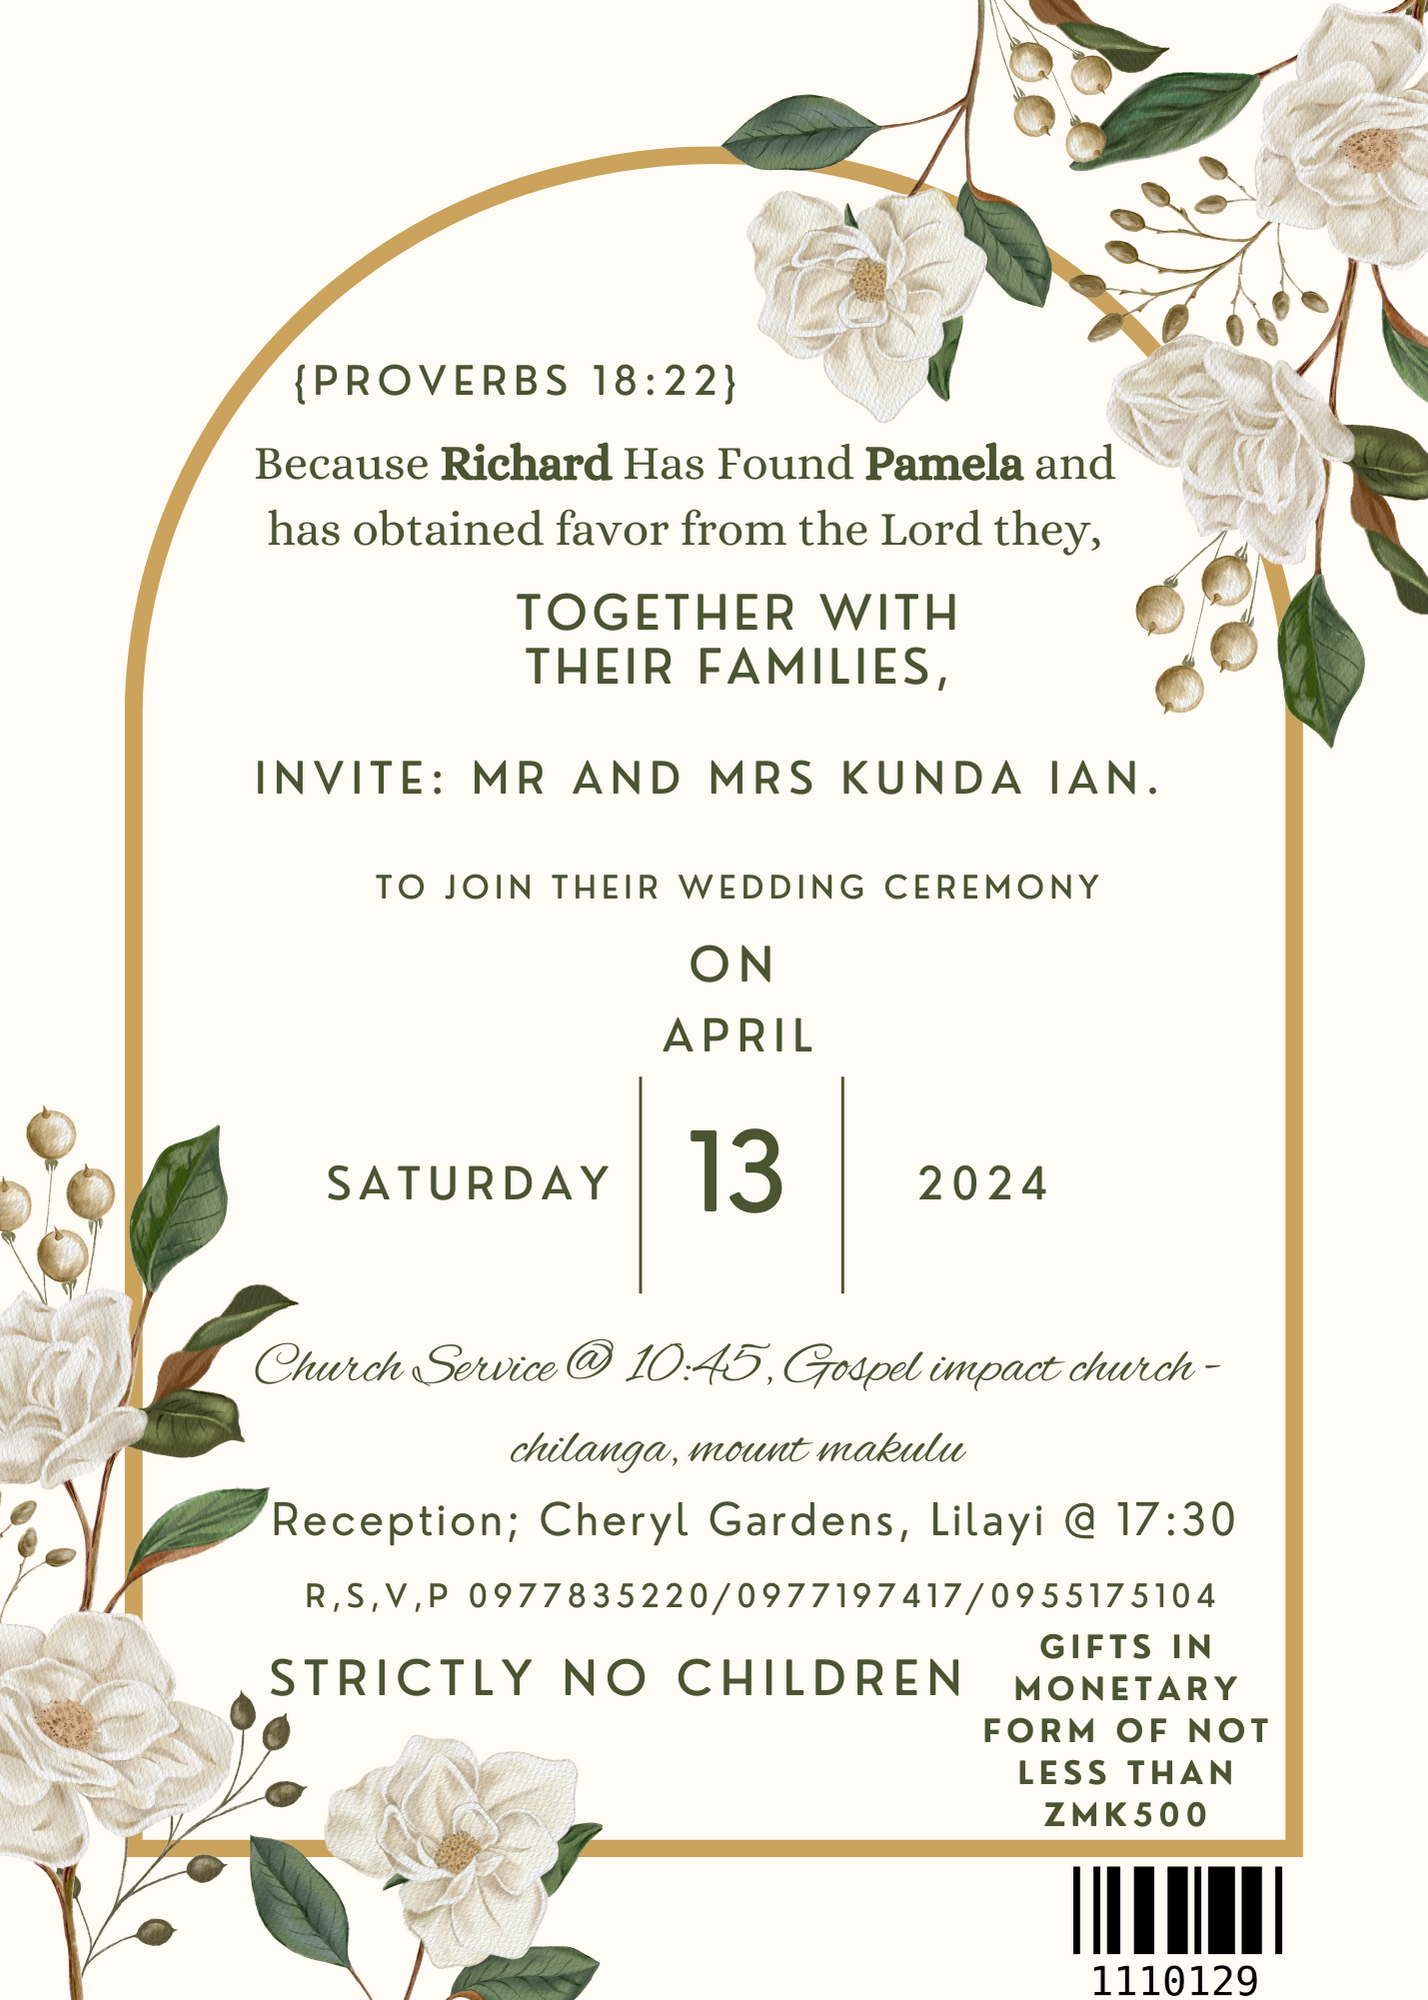 {PROVERBS 18:22}
Because Richard Has Found Pamela and
has obtained favor from the Lord they,
TOGETHER WITH
THEIR FAMILIES,
INVITE: MR AND MRS KUNDA IAN.
TO JOIN THEIR WEDDING CEREMONY
ON
APRIL
SATURDAY 13 2024
Church Service @ 10:45, Gospel impact church -
chilanga, mount makulu
Reception; Cheryl Gardens, Lilayi @ 17:30
R,S,V,P 0977835220/0977197417/0955175104
STRICTLY NO CHILDREN
GIFTS IN
MONETARY
FORM OF NOT
LESS THAN
ZMK500
1110129